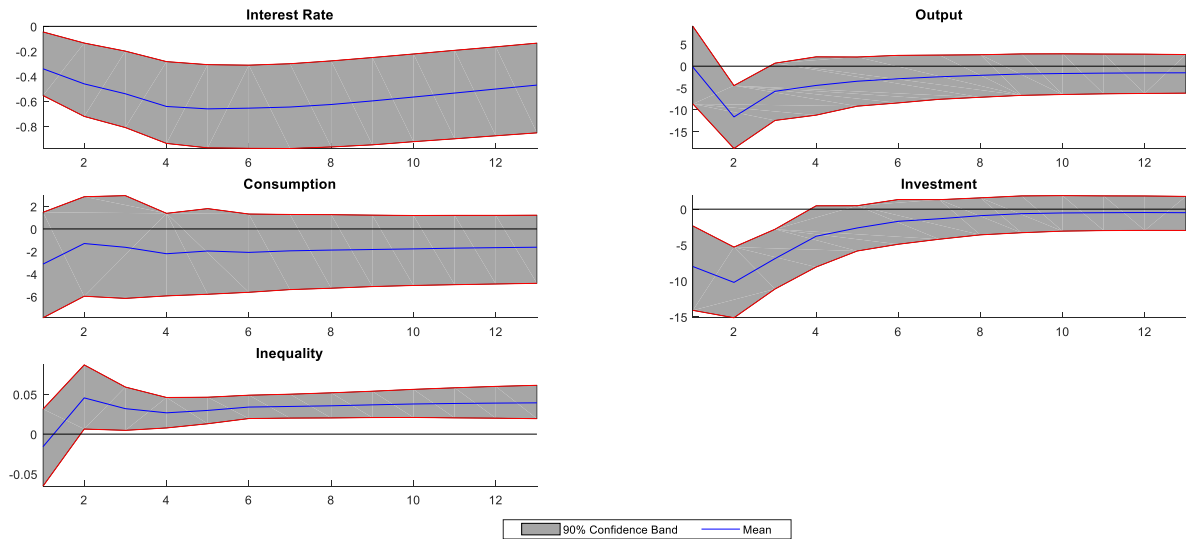 Interest Rate
0
-0.2
-0.4
-0.6
-0.8
2 4 6 8 10 12
Output
5
0
-5
-10
-15
2 4 6 8 10 12
Consumption
2
0
-2
-4
-6
2 4 6 8 10 12
Investment
0
-5
-10
-15
2 4 6 8 10 12
Inequality
0.05
0
-0.05
2 4 6 8 10 12
90% Confidence Band Mean